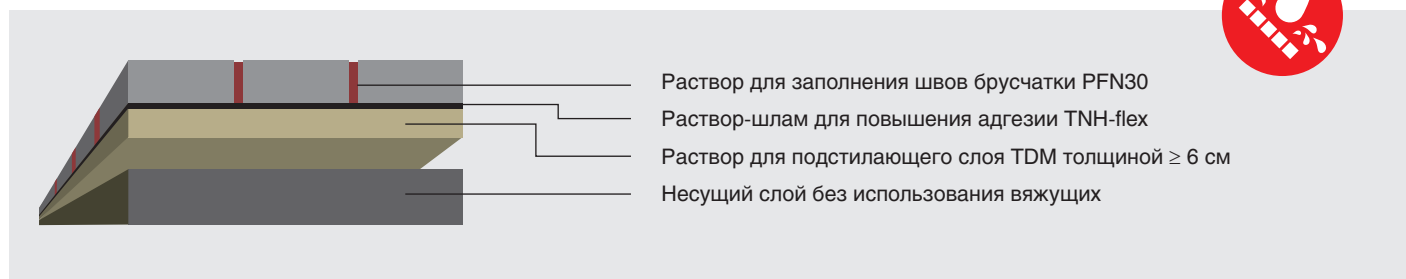 Раствор для заполнения швов брусчатки PFN30
Раствор-шлам для повышения адгезии TNH-flex
Раствор для подстилающего слоя TDM толщиной ≥ 6 см
Несущий слой без использования вяжущих